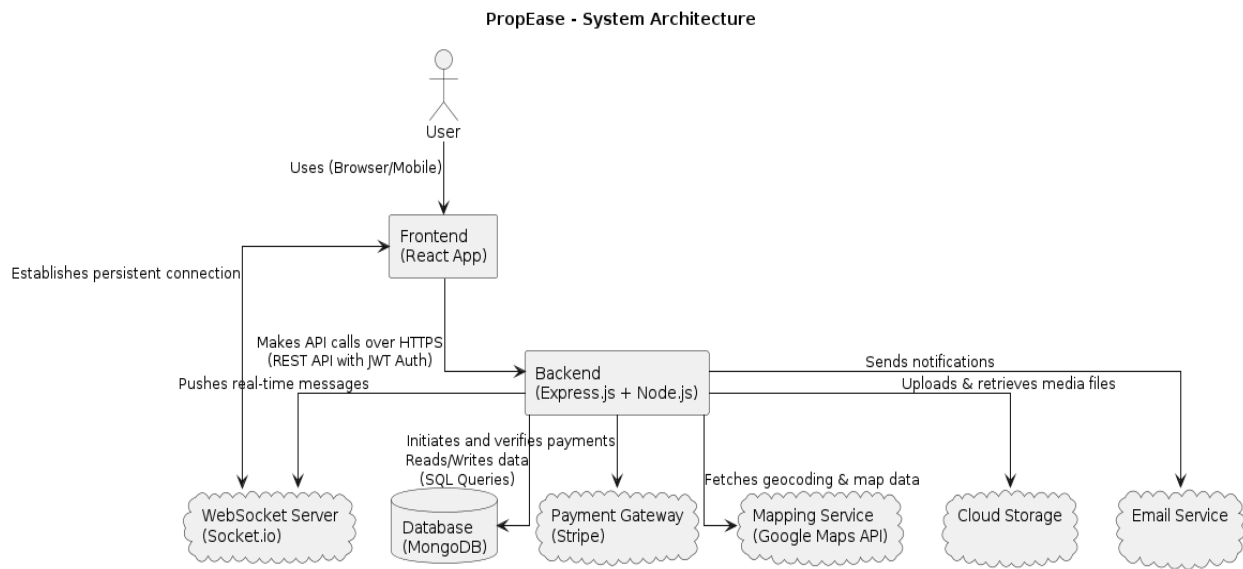 PropEase - System Architecture
User
Uses (Browser/Mobile)
Frontend
(React App)
Establishes persistent connection
Makes API calls over HTTPS
(REST API with JWT Auth)
Backend
(Express.js + Node.js)
Sends notifications
Pushes real-time messages
Uploads & retrieves media files
Initiates and verifies payments
Reads/Writes data
(SQL Queries)
Fetches geocoding & map data
WebSocket Server
(Socket.io)
Database
(MongoDB)
Payment Gateway
(Stripe)
Mapping Service
(Google Maps API)
Cloud Storage
Email Service